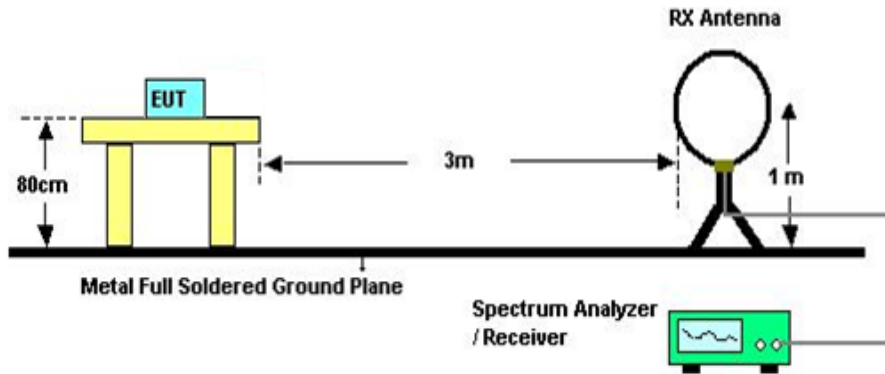 RX Antenna
EUT
80cm
3m
1 m
Metal Full Soldered Ground Plane
Spectrum Analyzer
/ Receiver